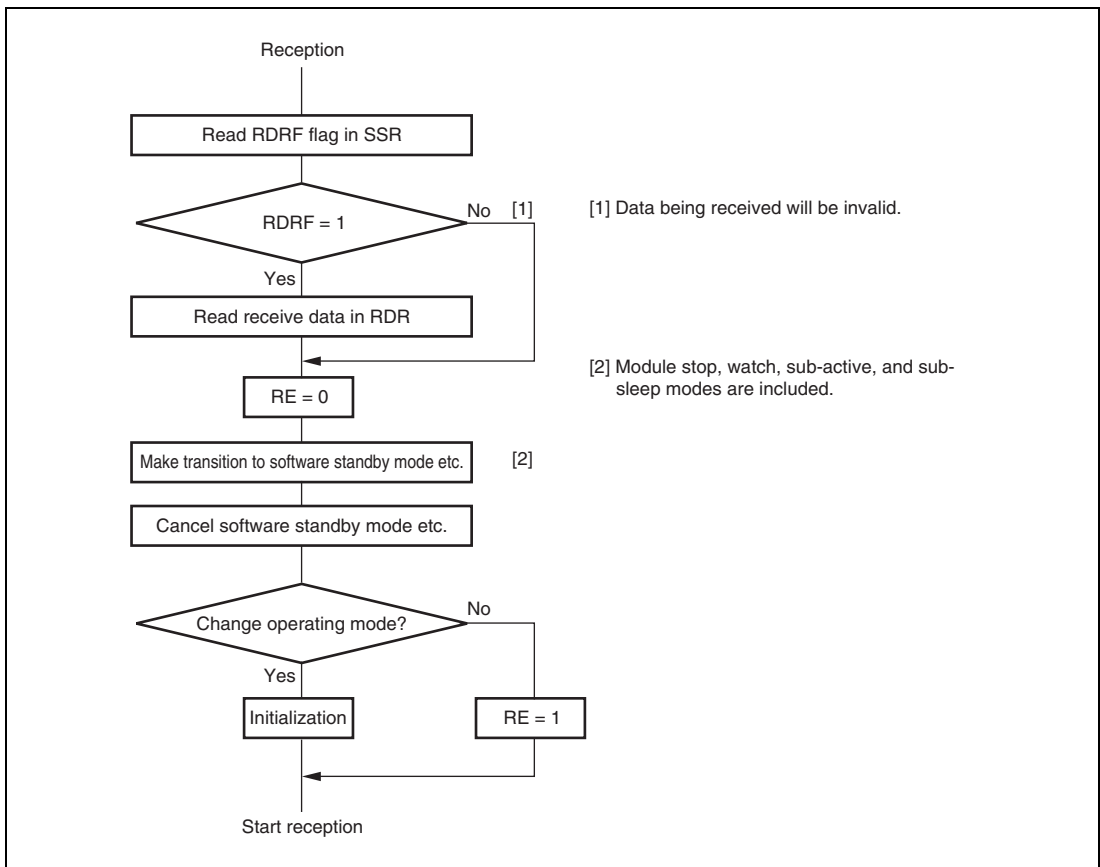 Reception
Read RDRF flag in SSR
RDRF = 1
No [1]
[1] Data being received will be invalid.
Yes
Read receive data in RDR
[2] Module stop, watch, sub-active, and sub-
sleep modes are included.
RE = 0
Make transition to software standby mode etc.
[2]
Cancel software standby mode etc.
Change operating mode?
No
Yes
Initialization
RE = 1
Start reception